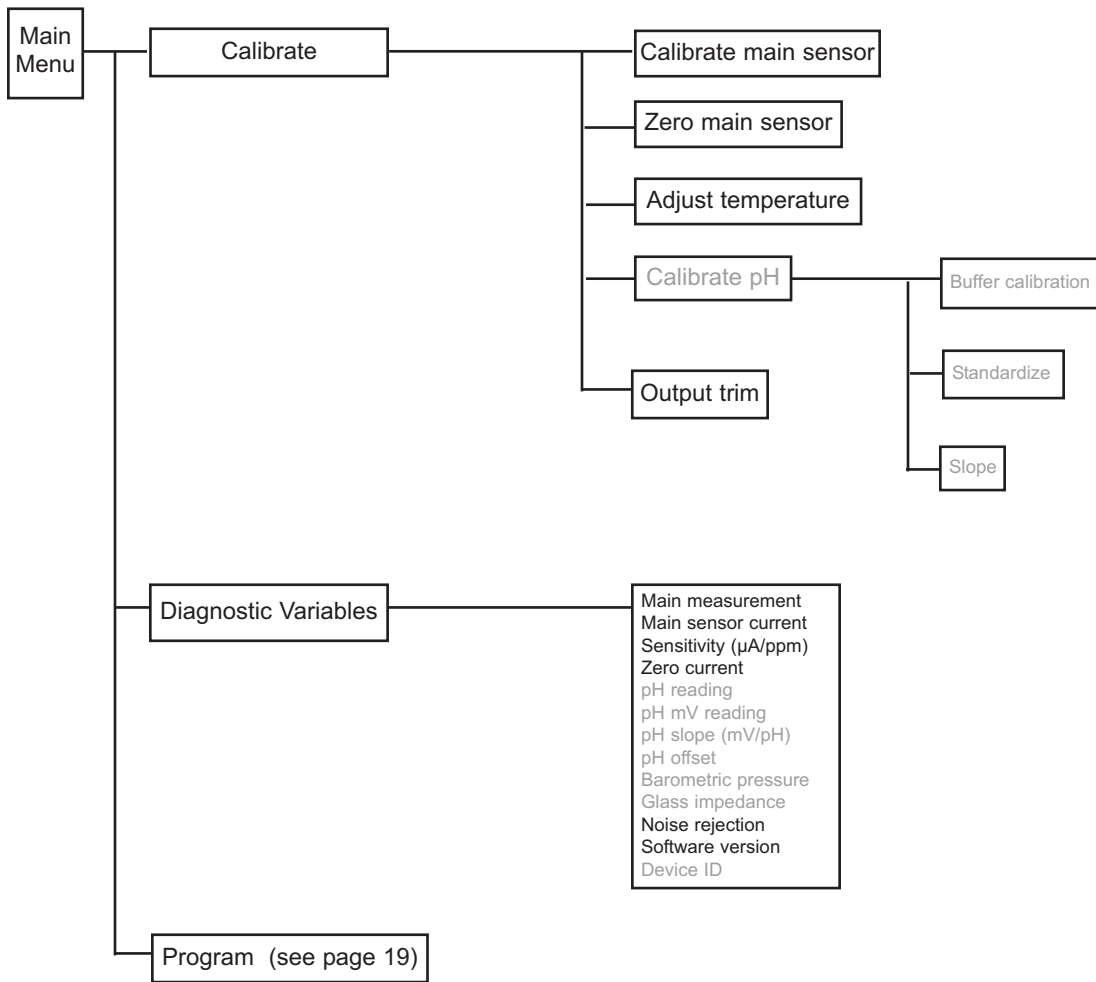 Main
Menu
Calibrate
Calibrate main sensor
Zero main sensor
Adjust temperature
Calibrate pH
Buffer calibration
Standardize
Slope
Output trim
Diagnostic Variables
Main measurement
Main sensor current
Sensitivity (µA/ppm)
Zero current
pH reading
pH mV reading
pH slope (mV/pH)
pH offset
Barometric pressure
Glass impedance
Noise rejection
Software version
Device ID
Program (see page 19)